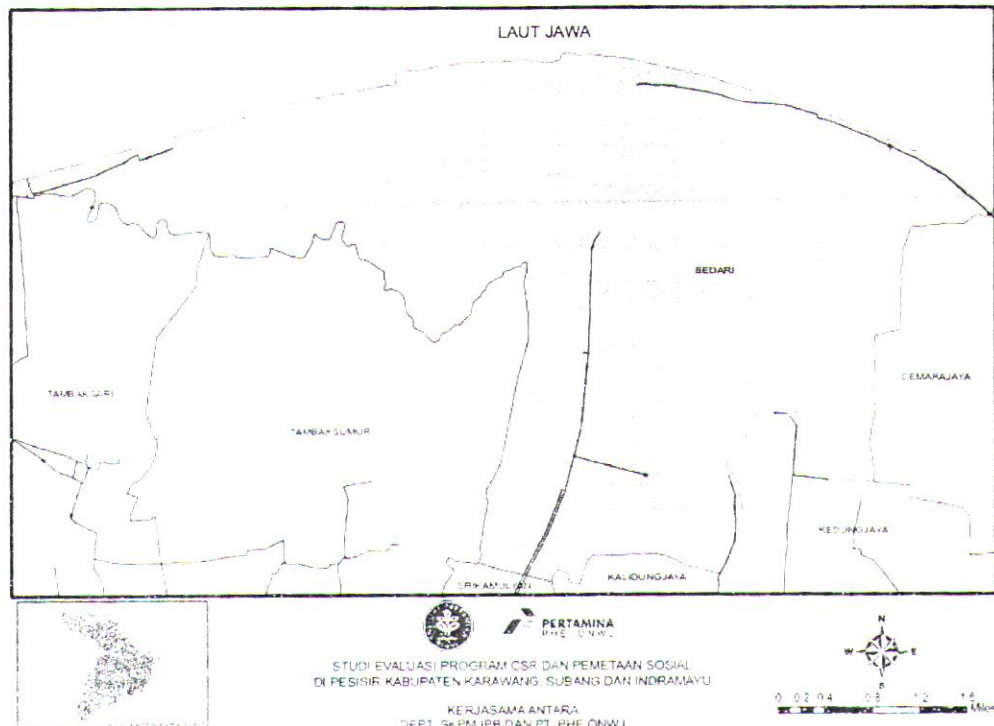 LAUT JAWA
SEDARI
CEMARAJAYA
TAMBAKSARI
TAMBAKSUMUR
KEDUNGJAYA
SRIKAMULYAN
KALIDUNGJAYA
PERTAMINA
PHE ONWJ
N
W E
S
STUDI EVALUASI PROGRAM CSR DAN PEMETAAN SOSIAL
DI PESISIR KABUPATEN KARAWANG, SUBANG DAN INDRAMAYU
0 0.2 0.4 0.8 1.2 1.6
Miles
KERJASAMA ANTARA
DEPT. SKPM IPB DAN PT. PHE ONWJ